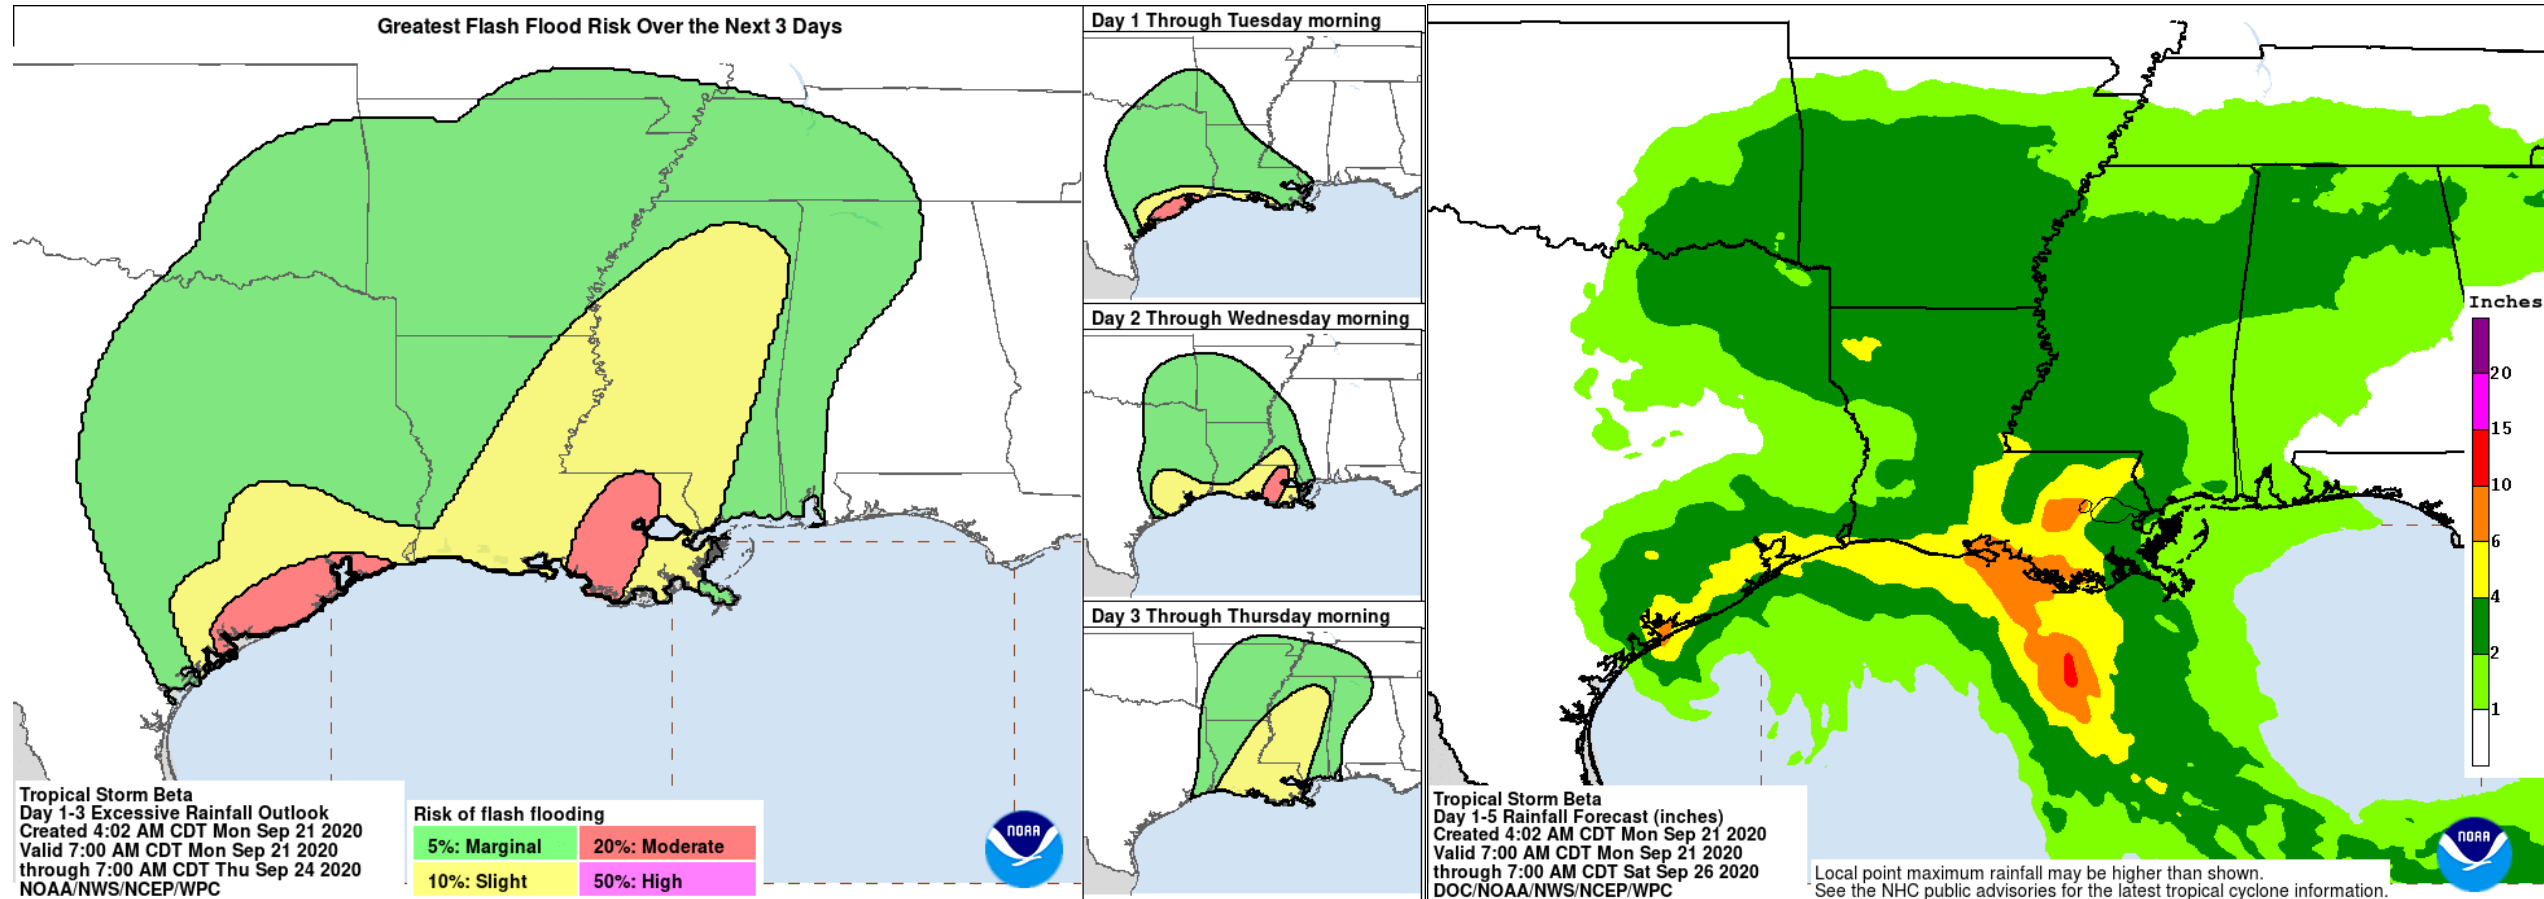 Greatest Flash Flood Risk Over the Next 3 Days
Tropical Storm Beta
Day 1-3 Excessive Rainfall Outlook
Created 4:02 AM CDT Mon Sep 21 2020
Valid 7:00 AM CDT Mon Sep 21 2020
through 7:00 AM CDT Thu Sep 24 2020
NOAA/NWS/NCEP/WPC
Risk of flash flooding
5%: Marginal
20%: Moderate
10%: Slight
50%: High
NOAA
Day 1 Through Tuesday morning
Day 2 Through Wednesday morning
Day 3 Through Thursday morning
Inches
20
15
10
6
4
2
1
Tropical Storm Beta
Day 1-5 Rainfall Forecast (inches)
Created 4:02 AM CDT Mon Sep 21 2020
Valid 7:00 AM CDT Mon Sep 21 2020
through 7:00 AM CDT Sat Sep 26 2020
DOC/NOAA/NWS/NCEP/WPC
Local point maximum rainfall may be higher than shown.
See the NHC public advisories for the latest tropical cyclone information.
NOAA